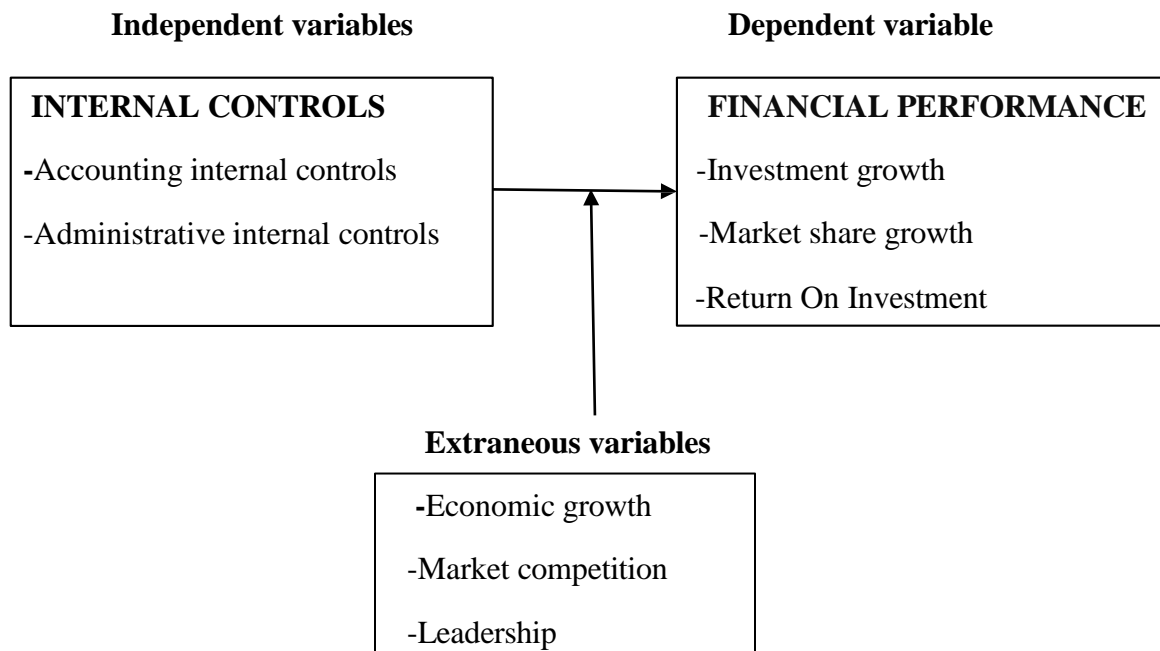 Independent variables
Dependent variable
INTERNAL CONTROLS
-Accounting internal controls
-Administrative internal controls
FINANCIAL PERFORMANCE
-Investment growth
-Market share growth
-Return On Investment
Extraneous variables
-Economic growth
-Market competition
-Leadership